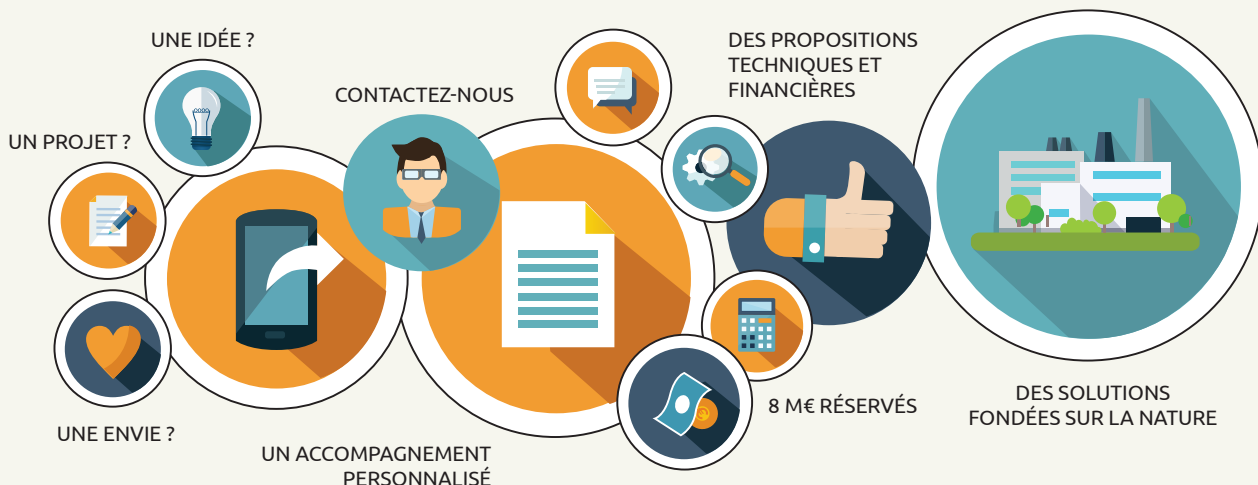 UNE IDÉE ?
UN PROJET ?
UNE ENVIE ?
CONTACTEZ-NOUS
UN ACCOMPAGNEMENT
PERSONNALISÉ
DES PROPOSITIONS
TECHNIQUES ET
FINANCIÈRES
8 M€ RÉSERVÉS
DES SOLUTIONS
FONDÉES SUR LA NATURE